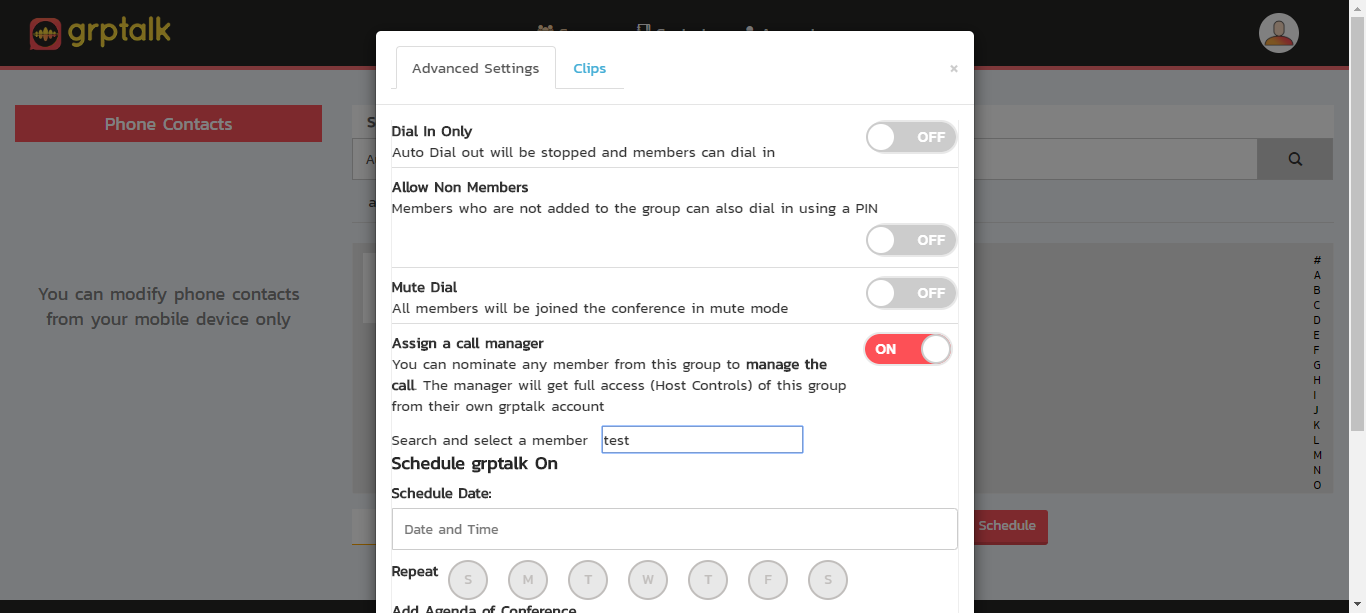 grptalk
Advanced Settings
Clips
×
Phone Contacts
Dial In Only
Auto Dial out will be stopped and members can dial in
OFF
Allow Non Members
Members who are not added to the group can also dial in using a PIN
OFF
You can modify phone contacts
from your mobile device only
Mute Dial
All members will be joined the conference in mute mode
OFF
Assign a call manager
You can nominate any member from this group to manage the
call. The manager will get full access (Host Controls) of this group
from their own grptalk account
ON
Search and select a member test
Schedule grptalk On
Schedule Date:
Date and Time
Repeat S M T W T F S
Add Agenda of Conference
#
A
B
C
D
E
F
G
H
I
J
K
L
M
N
O
Schedule